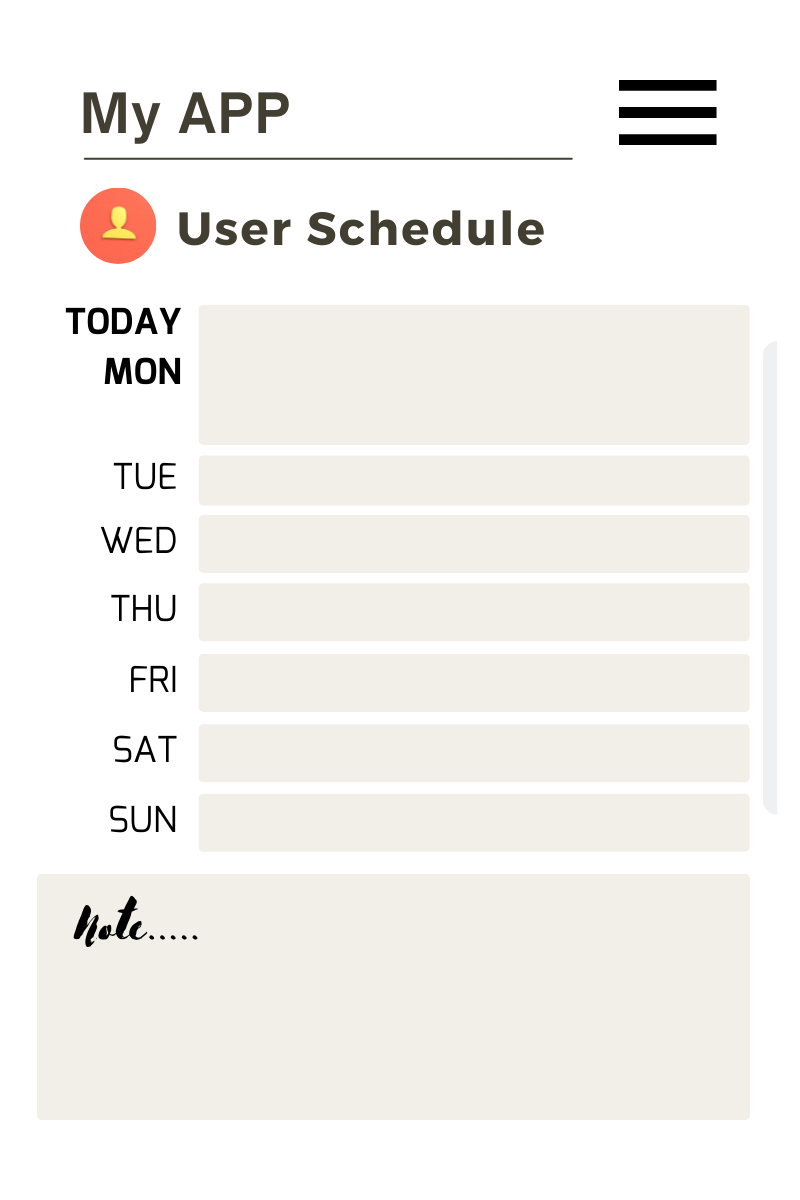 My APP
User Schedule
TODAY
MON
TUE
WED
THU
FRI
SAT
SUN
Note.....